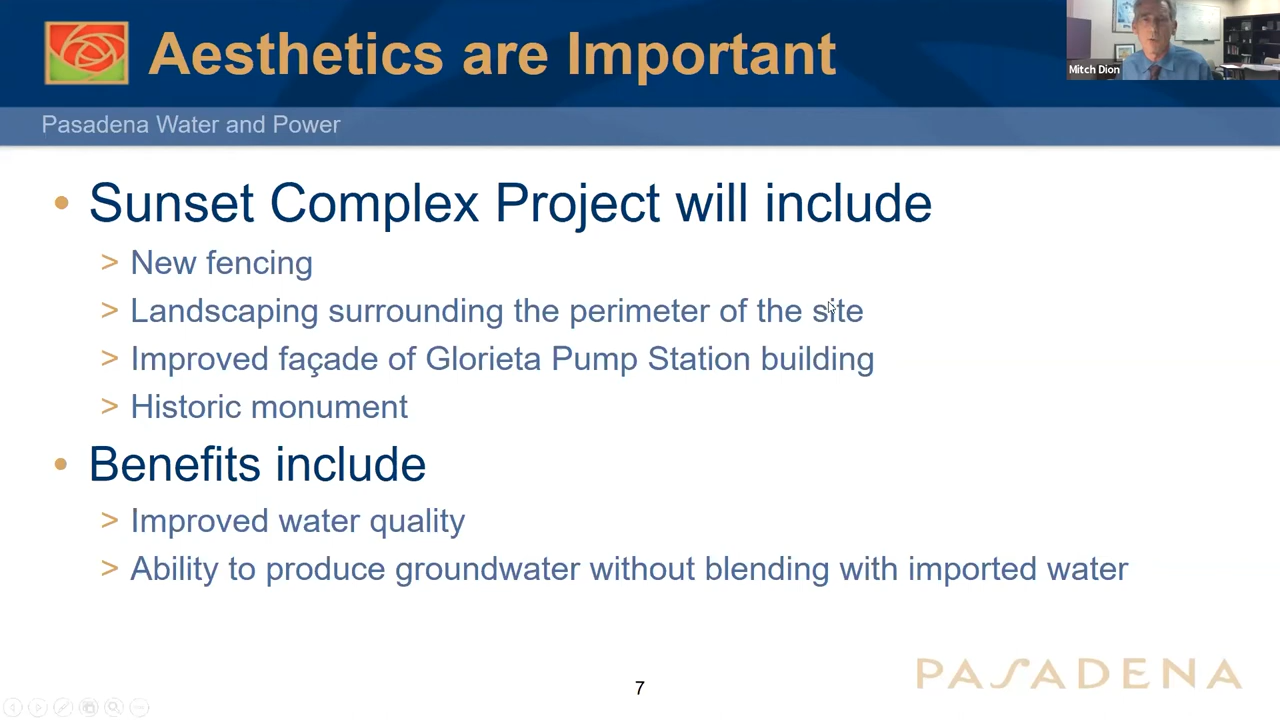 Aesthetics are Important
Mitch Dion
Pasadena Water and Power
• Sunset Complex Project will include
> New fencing
> Landscaping surrounding the perimeter of the site
> Improved façade of Glorieta Pump Station building
> Historic monument
• Benefits include
> Improved water quality
> Ability to produce groundwater without blending with imported water
PASADENA
7